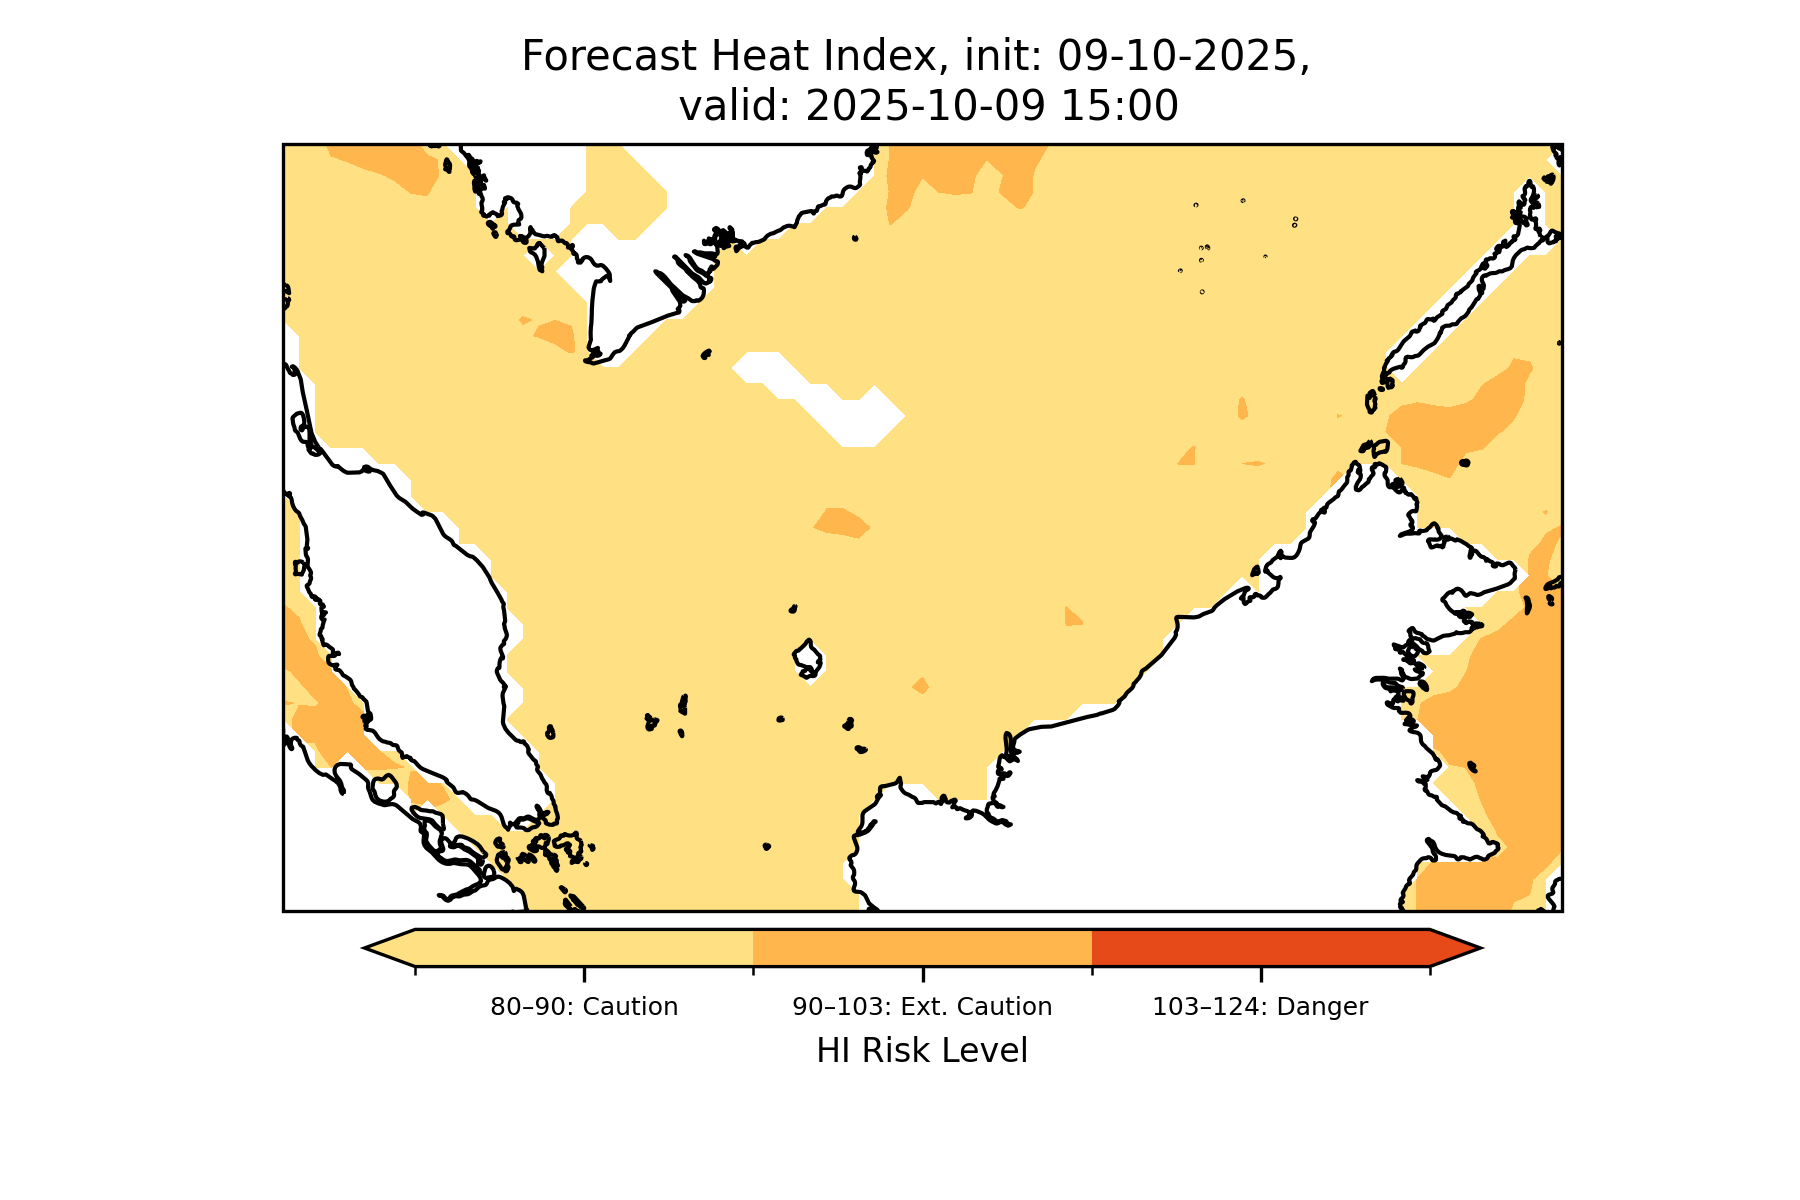 Forecast Heat Index, init: 09-10-2025,
valid: 2025-10-09 15:00
80–90: Caution
90–103: Ext. Caution
103–124: Danger
HI Risk Level